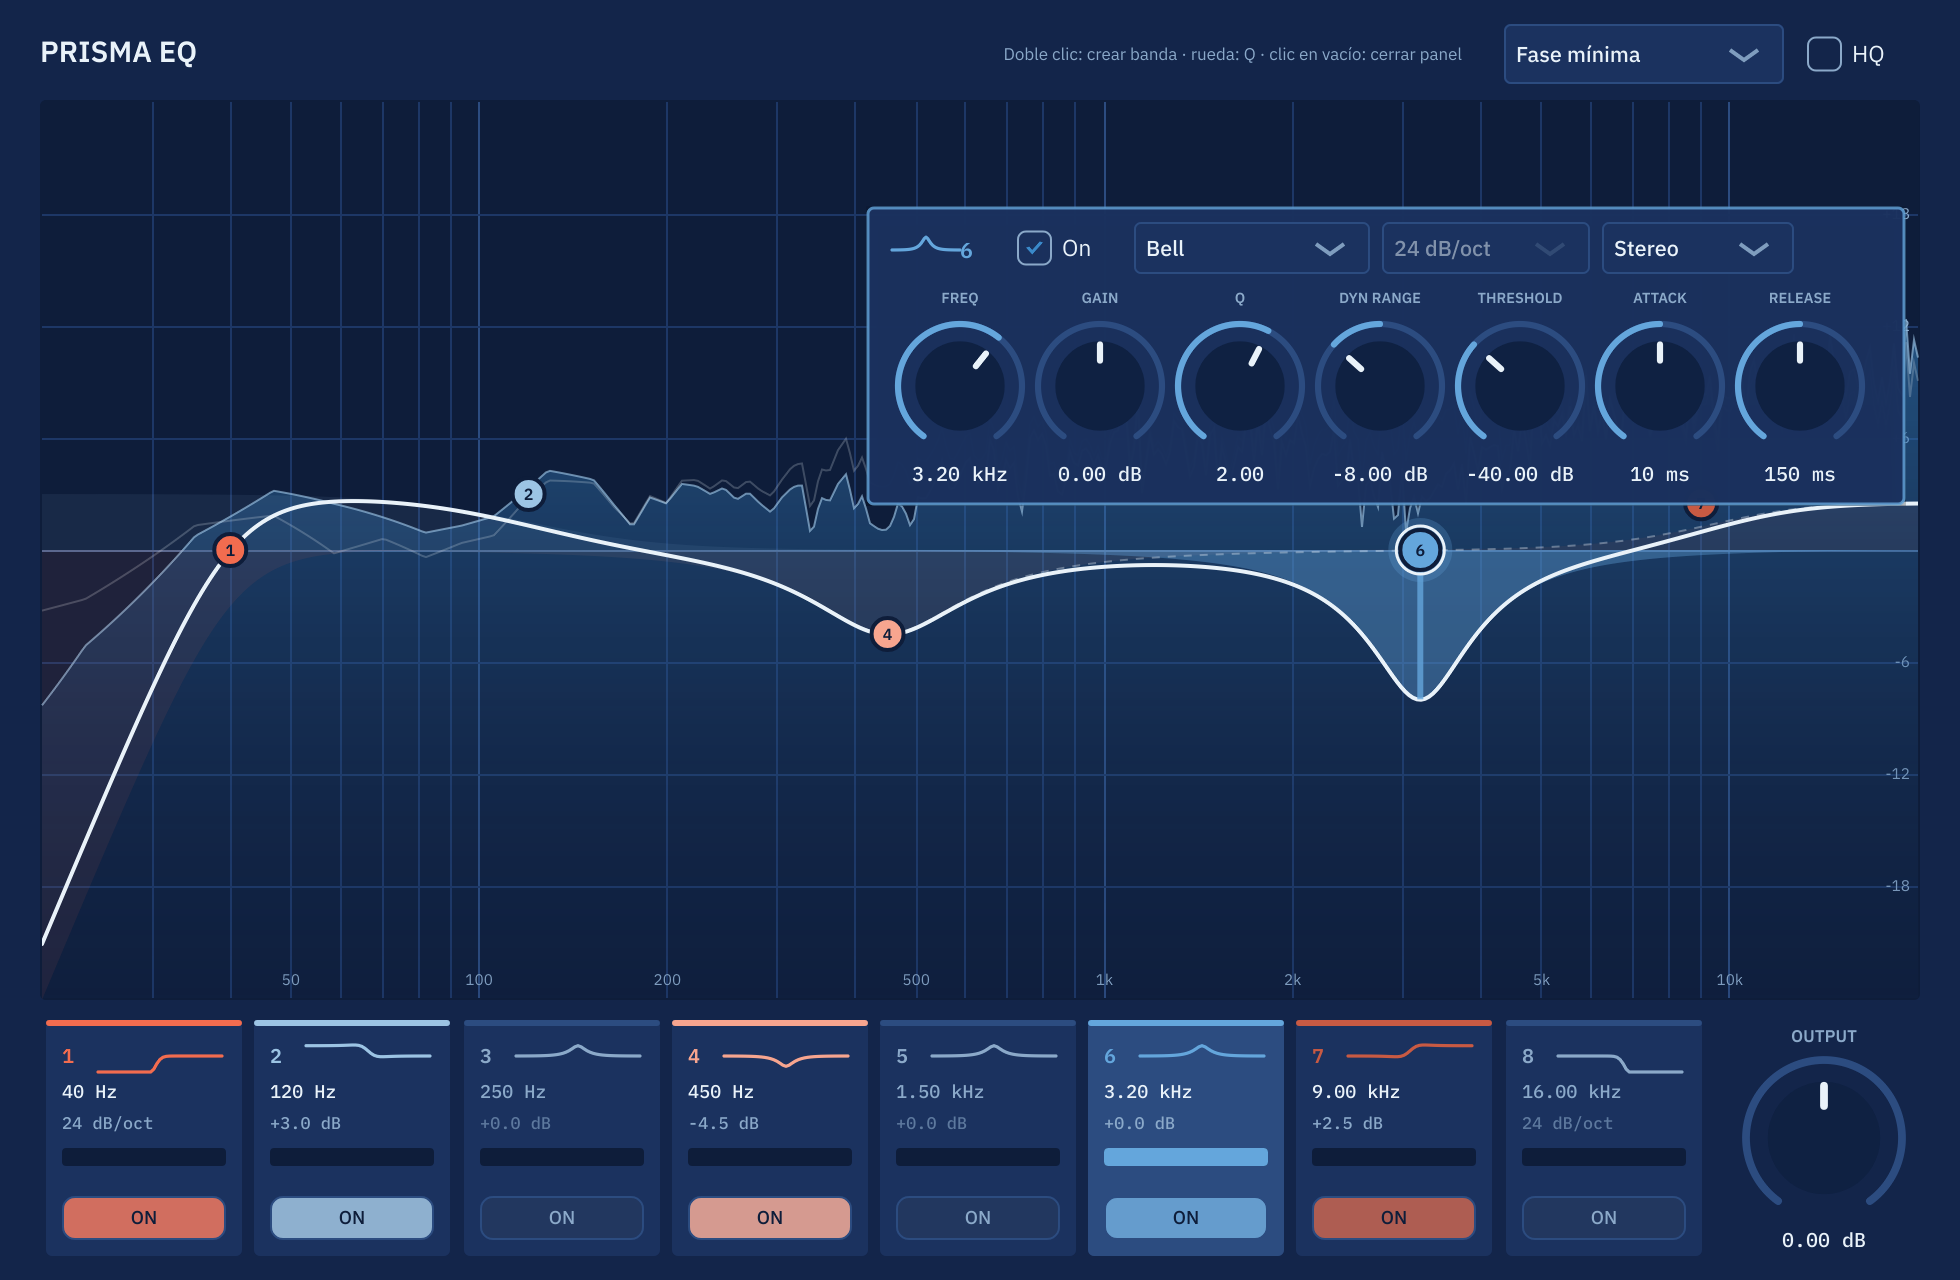 PRISMA EQ
Doble clic: crear banda · rueda: Q · clic en vacío: cerrar panel
Fase mínima
HQ
6
On
Bell
24 dB/oct
Stereo
FREQ
GAIN
Q
DYN RANGE
THRESHOLD
ATTACK
RELEASE
3.20 kHz
0.00 dB
2.00
-8.00 dB
-40.00 dB
10 ms
150 ms
2
1
6
4
-6
-12
-18
50
100
200
500
1k
2k
5k
10k
1
40 Hz
24 dB/oct
ON
2
120 Hz
+3.0 dB
ON
3
250 Hz
+0.0 dB
ON
4
450 Hz
-4.5 dB
ON
5
1.50 kHz
+0.0 dB
ON
6
3.20 kHz
+0.0 dB
ON
7
9.00 kHz
+2.5 dB
ON
8
16.00 kHz
24 dB/oct
ON
OUTPUT
0.00 dB